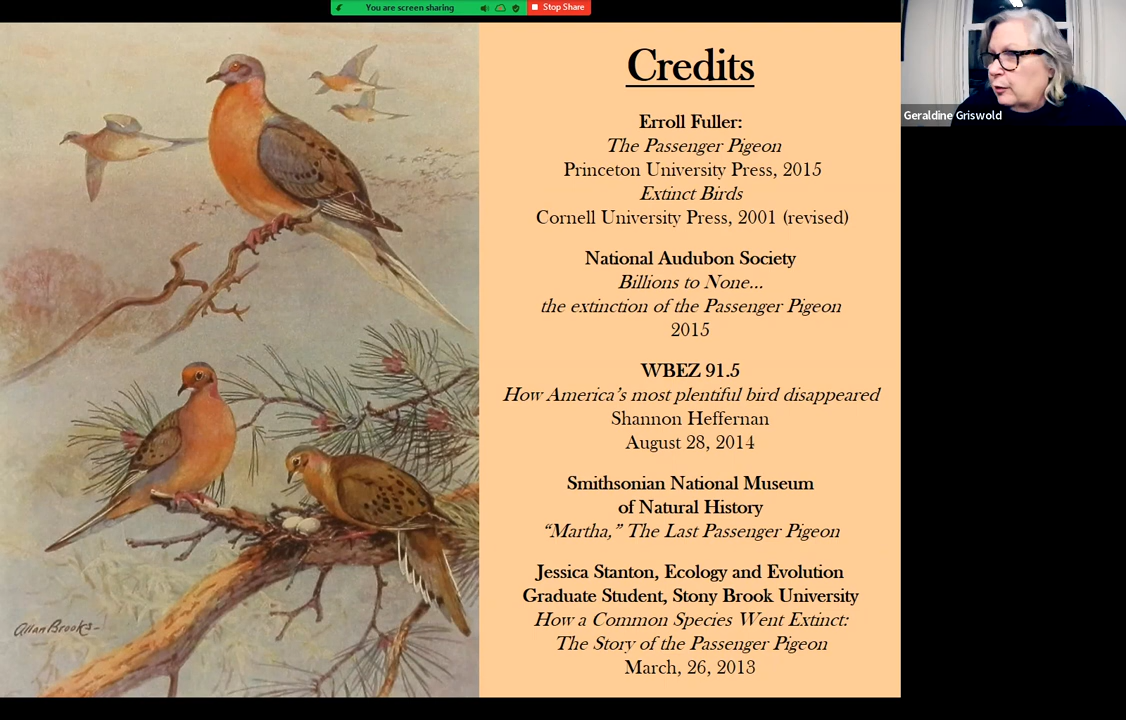 You are screen sharing
Stop Share
Credits
Erroll Fuller:
The Passenger Pigeon
Princeton University Press, 2015
Extinct Birds
Cornell University Press, 2001 (revised)
National Audubon Society
Billions to None...
the extinction of the Passenger Pigeon
2015
WBEZ 91.5
How America's most plentiful bird disappeared
Shannon Heffernan
August 28, 2014
Smithsonian National Museum
of Natural History
“Martha,” The Last Passenger Pigeon
Jessica Stanton, Ecology and Evolution
Graduate Student, Stony Brook University
How a Common Species Went Extinct:
The Story of the Passenger Pigeon
March, 26, 2013
Allan Brooks-
Geraldine Griswold